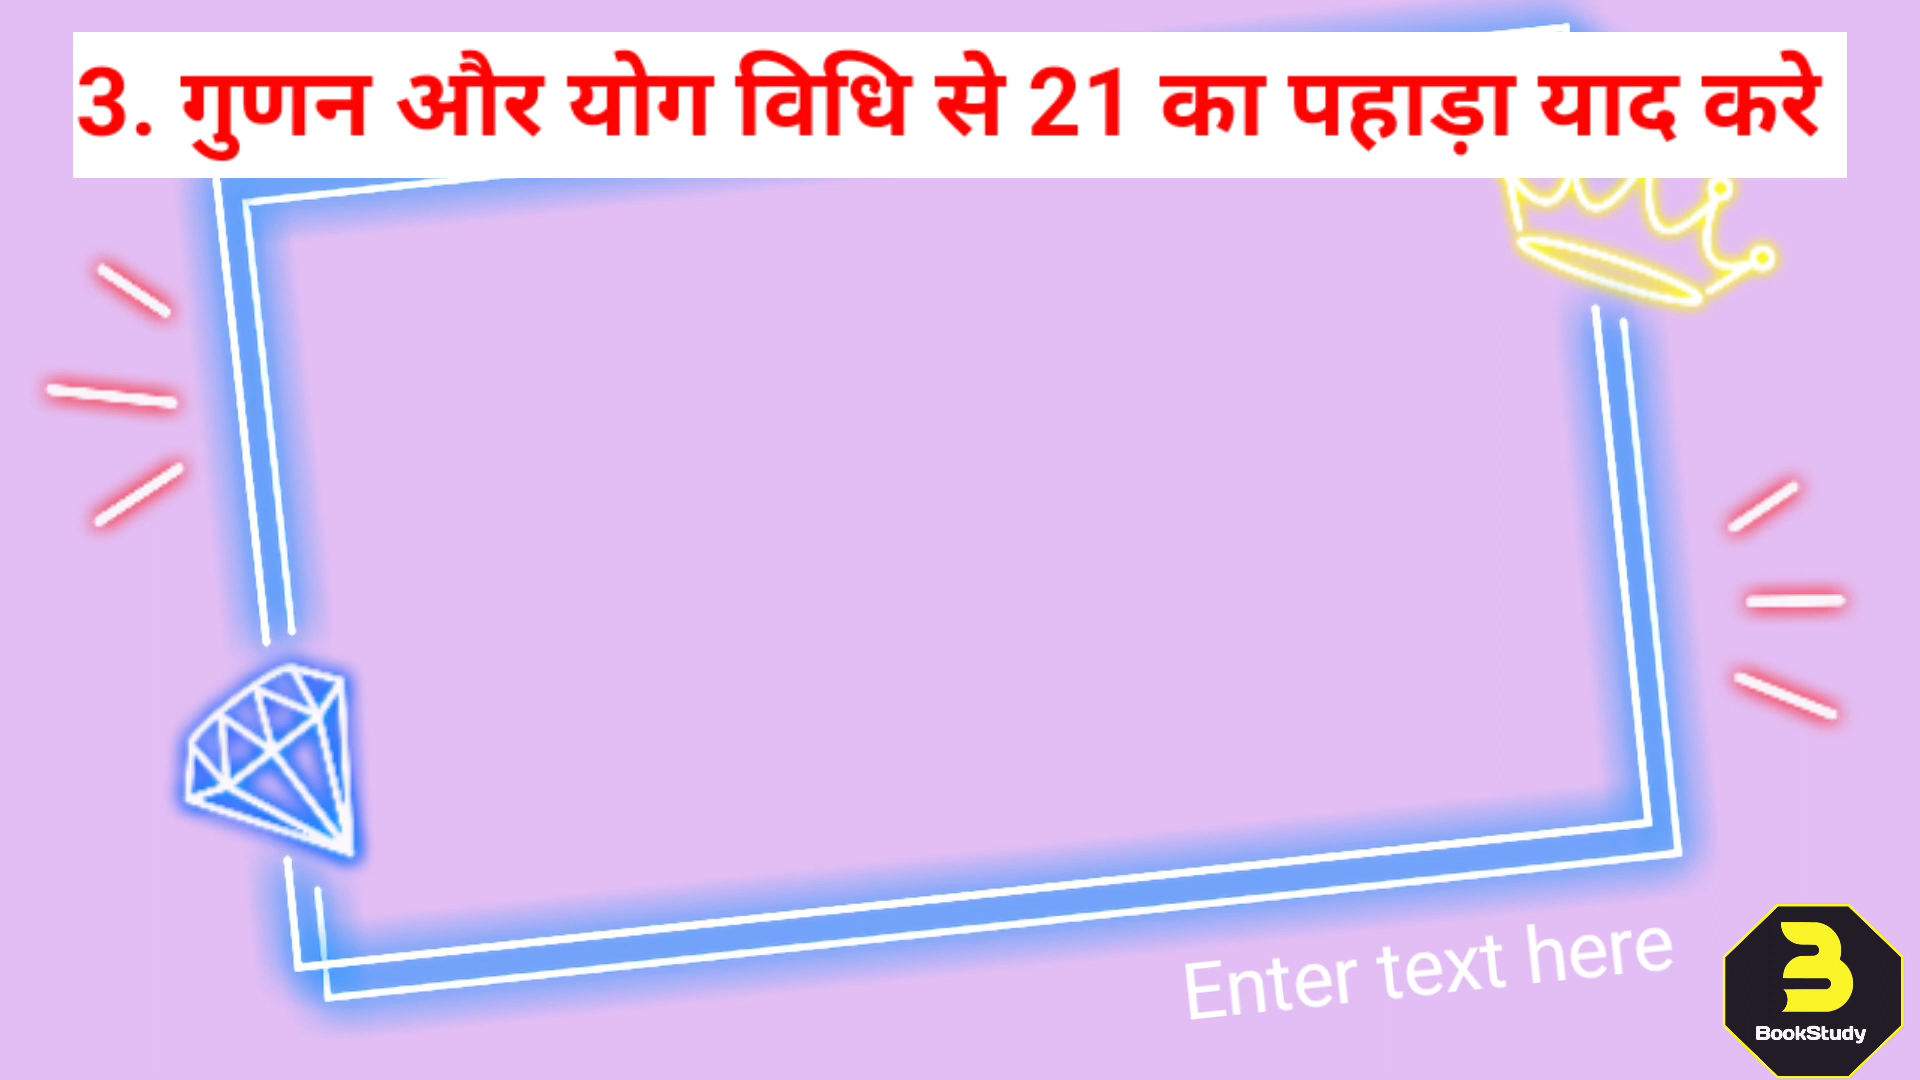 3. गुणन और योग विधि से 21 का पहाड़ा याद करे
Enter text here
BookStudy